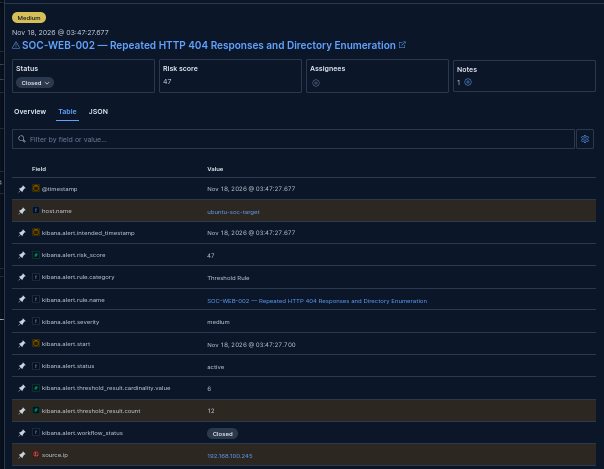 Medium
Nov 18, 2026 @ 03:47:27.677
SOC-WEB-002 — Repeated HTTP 404 Responses and Directory Enumeration
Status
Closed
Risk score
47
Assignees
Notes
1
Overview Table JSON
Filter by field or value...
Field Value
@timestamp Nov 18, 2026 @ 03:47:27.677
host.name ubuntu-soc-target
kibana.alert.intended_timestamp Nov 18, 2026 @ 03:47:27.677
kibana.alert.risk_score 47
kibana.alert.rule.category Threshold Rule
kibana.alert.rule.name SOC-WEB-002 — Repeated HTTP 404 Responses and Directory Enumeration
kibana.alert.severity medium
kibana.alert.start Nov 18, 2026 @ 03:47:27.700
kibana.alert.status active
kibana.alert.threshold_result.cardinality.value 6
kibana.alert.threshold_result.count 12
kibana.alert.workflow_status Closed
source.ip 192.168.100.245